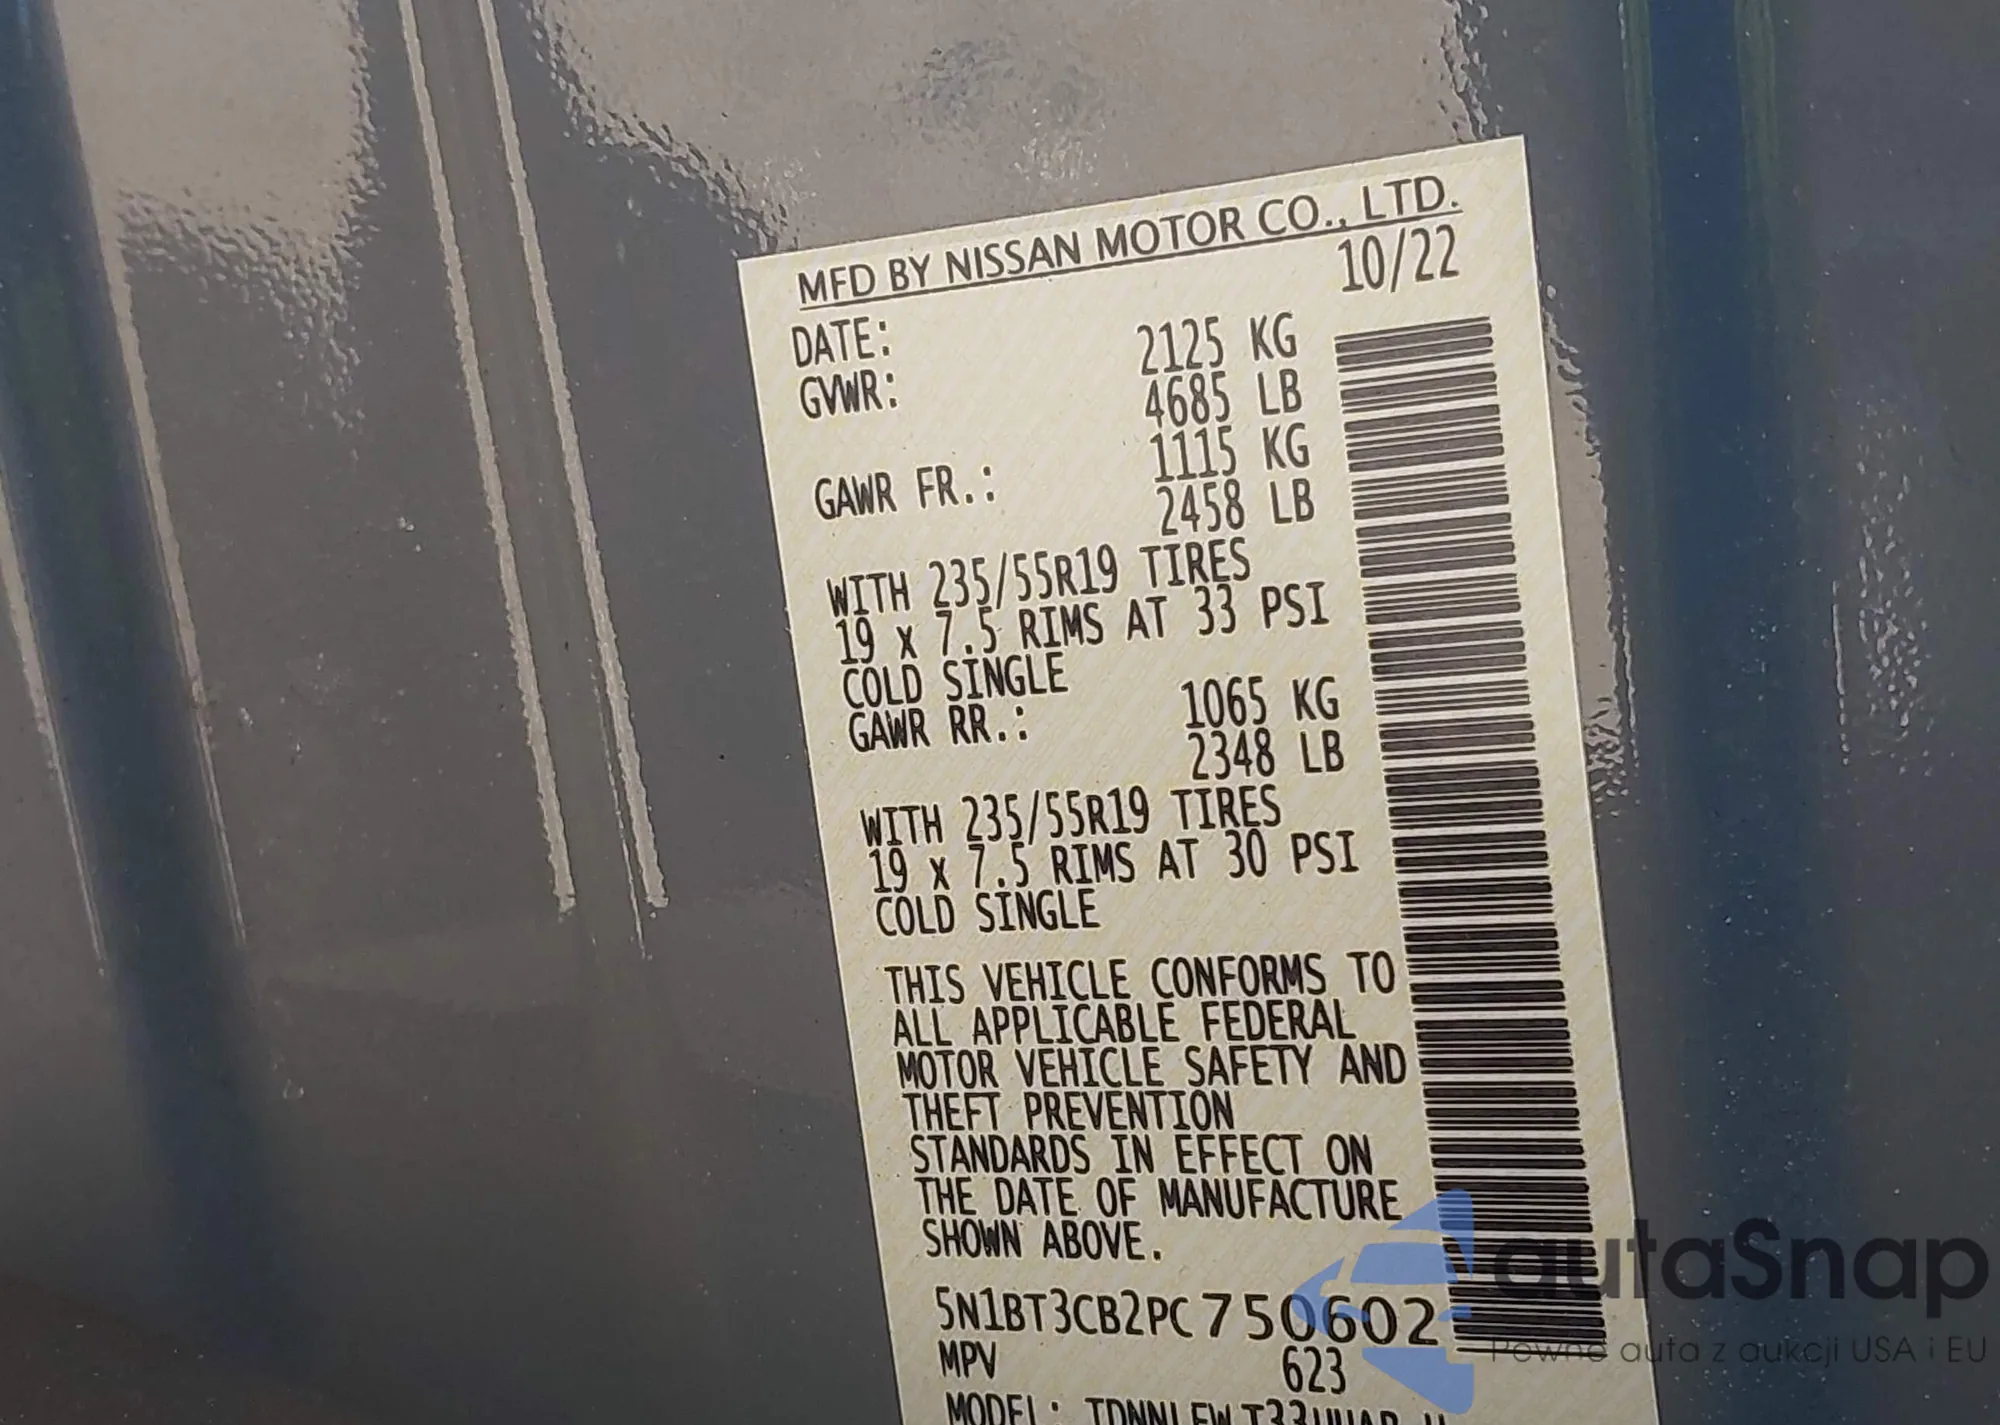 MFD BY NISSAN MOTOR CO., LTD.
DATE: 10/22
GVWR: 2125 KG
4685 LB
GAWR FR.: 1115 KG
2458 LB
WITH 235/55R19 TIRES
19 x 7.5 RIMS AT 33 PSI
COLD SINGLE
GAWR RR.: 1065 KG
2348 LB
WITH 235/55R19 TIRES
19 x 7.5 RIMS AT 30 PSI
COLD SINGLE
THIS VEHICLE CONFORMS TO
ALL APPLICABLE FEDERAL
MOTOR VEHICLE SAFETY AND
THEFT PREVENTION
STANDARDS IN EFFECT ON
THE DATE OF MANUFACTURE
SHOWN ABOVE.
5N1BT3CB2PC750602
MPV 623
MODEL:
autaSnap
Pewne auta z aukcji USA i EU